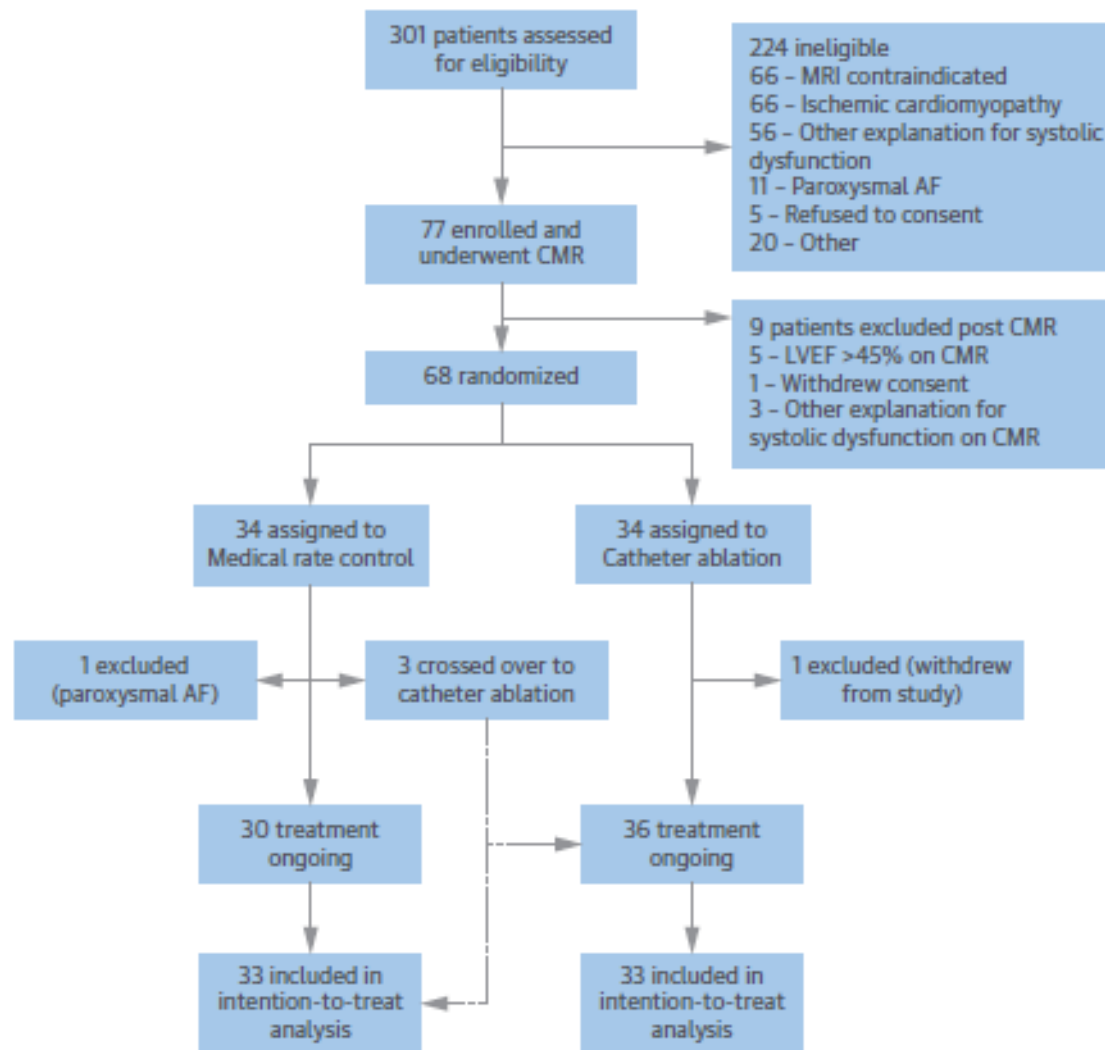 301 patients assessed
for eligibility
224 ineligible
66 – MRI contraindicated
66 – Ischemic cardiomyopathy
56 – Other explanation for systolic
dysfunction
11 – Paroxysmal AF
5 – Refused to consent
20 – Other
77 enrolled and
underwent CMR
9 patients excluded post CMR
5 – LVEF >45% on CMR
1 – Withdrew consent
3 – Other explanation for
systolic dysfunction on CMR
68 randomized
34 assigned to
Medical rate control
34 assigned to
Catheter ablation
1 excluded
(paroxysmal AF)
3 crossed over to
catheter ablation
1 excluded (withdrew
from study)
30 treatment
ongoing
36 treatment
ongoing
33 included in
intention-to-treat
analysis
33 included in
intention-to-treat
analysis